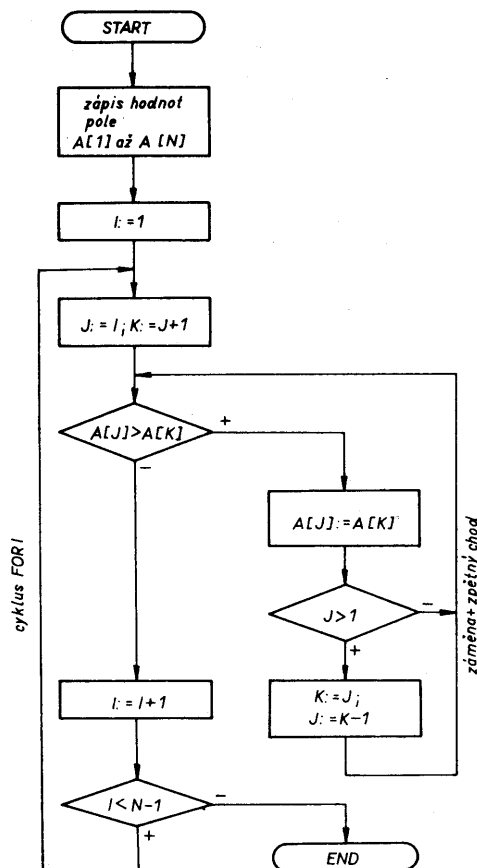 START
zápis hodnot
pole
A[1] až A[N]
I:=1
J:=I; K:=J+1
A[J]>A[K]
+
−
A[J]:=A[K]
J>1
−
+
K:=J;
J:=K-1
záměna+zpětný chod
cyklus FOR I
I:=I+1
I<N-1
−
+
END